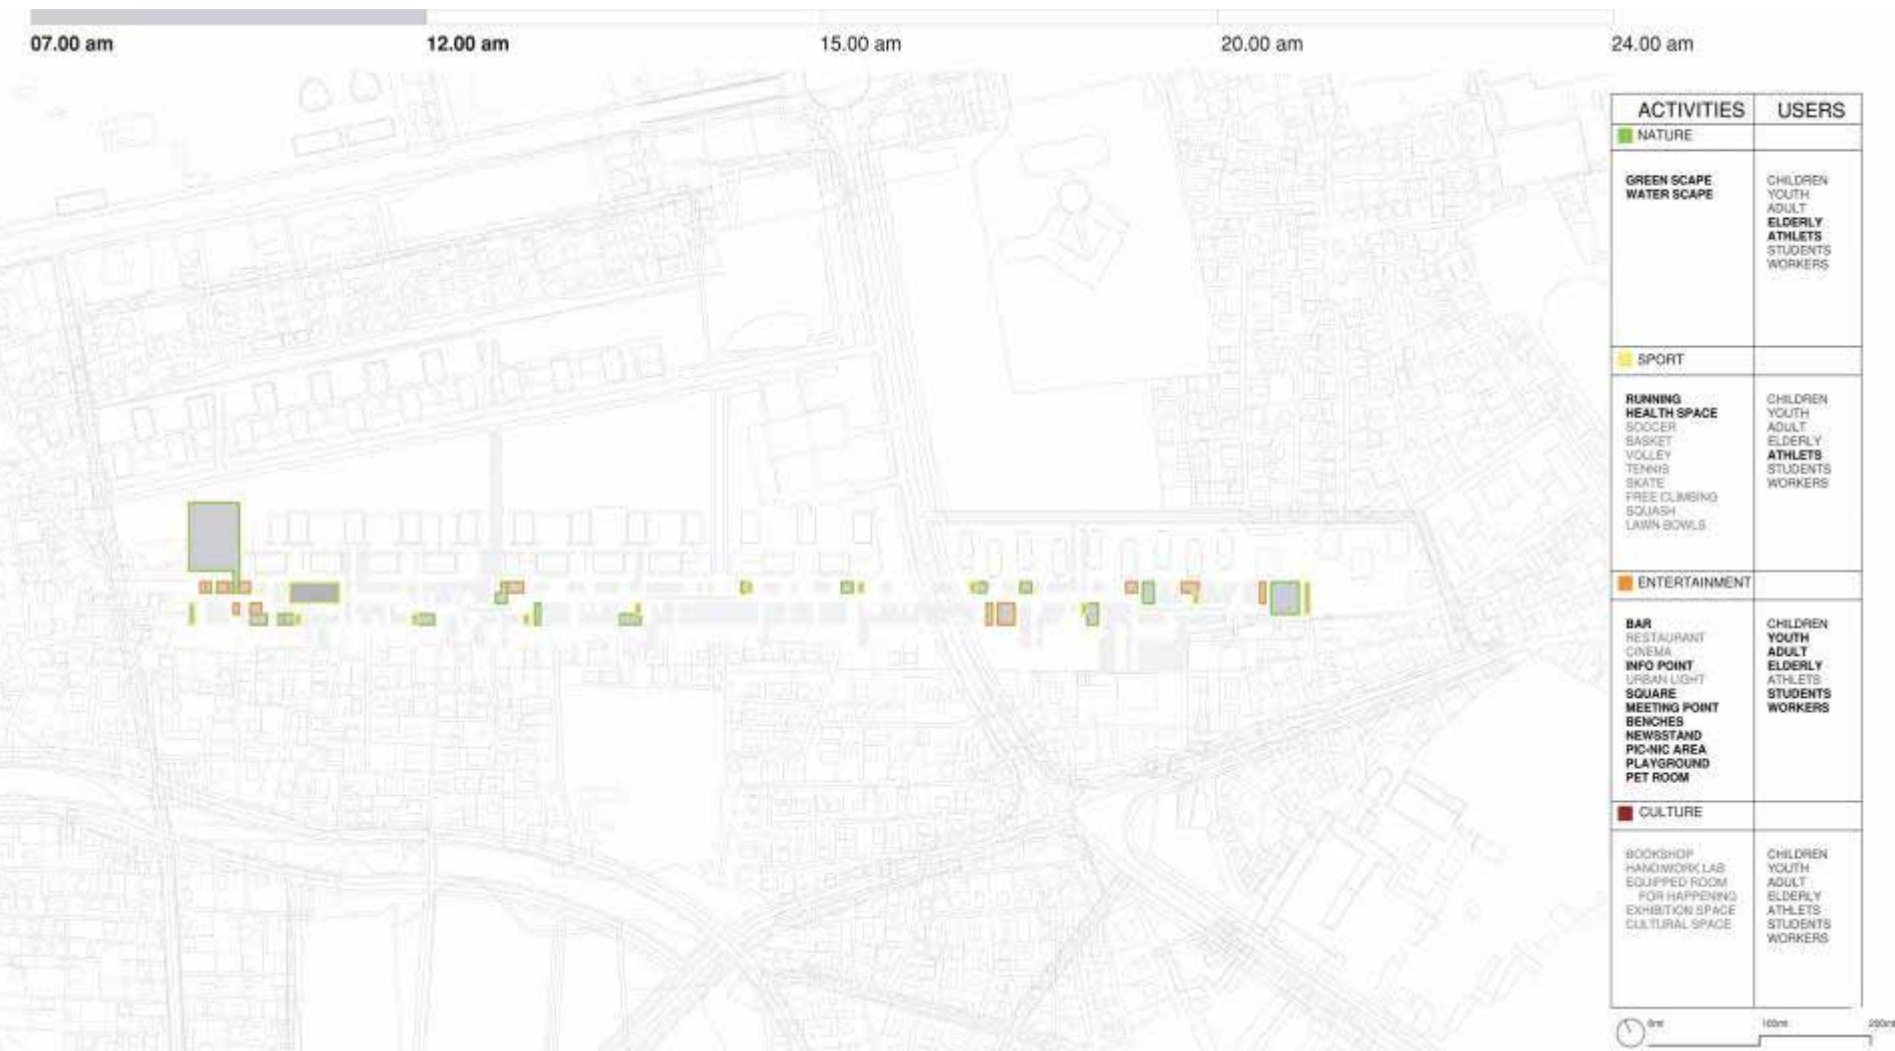 07.00 am 12.00 am 15.00 am 20.00 am 24.00 am
ACTIVITIES USERS
NATURE
GREEN SCAPE CHILDREN
WATER SCAPE YOUTH
ADULT
ELDERLY
ATHLETS
STUDENTS
WORKERS
SPORT
RUNNING CHILDREN
HEALTH SPACE YOUTH
SOCCER ADULT
BASKET ELDERLY
VOLLEY ATHLETS
TENNIS STUDENTS
SKATE WORKERS
FREE CLIMBING
SQUASH
LAWN BOWLS
ENTERTAINMENT
BAR CHILDREN
RESTAURANT YOUTH
CINEMA ADULT
INFO POINT ELDERLY
URBAN LIGHT ATHLETS
SQUARE STUDENTS
MEETING POINT WORKERS
BENCHES
NEWSSTAND
PIC-NIC AREA
PLAYGROUND
PET ROOM
CULTURE
BOOKSHOP CHILDREN
HANDIWORK LAB YOUTH
EQUIPPED ROOM ADULT
FOR HAPPENING ELDERLY
EXHIBITION SPACE ATHLETS
CULTURAL SPACE STUDENTS
WORKERS
0mt 100mt 200mt